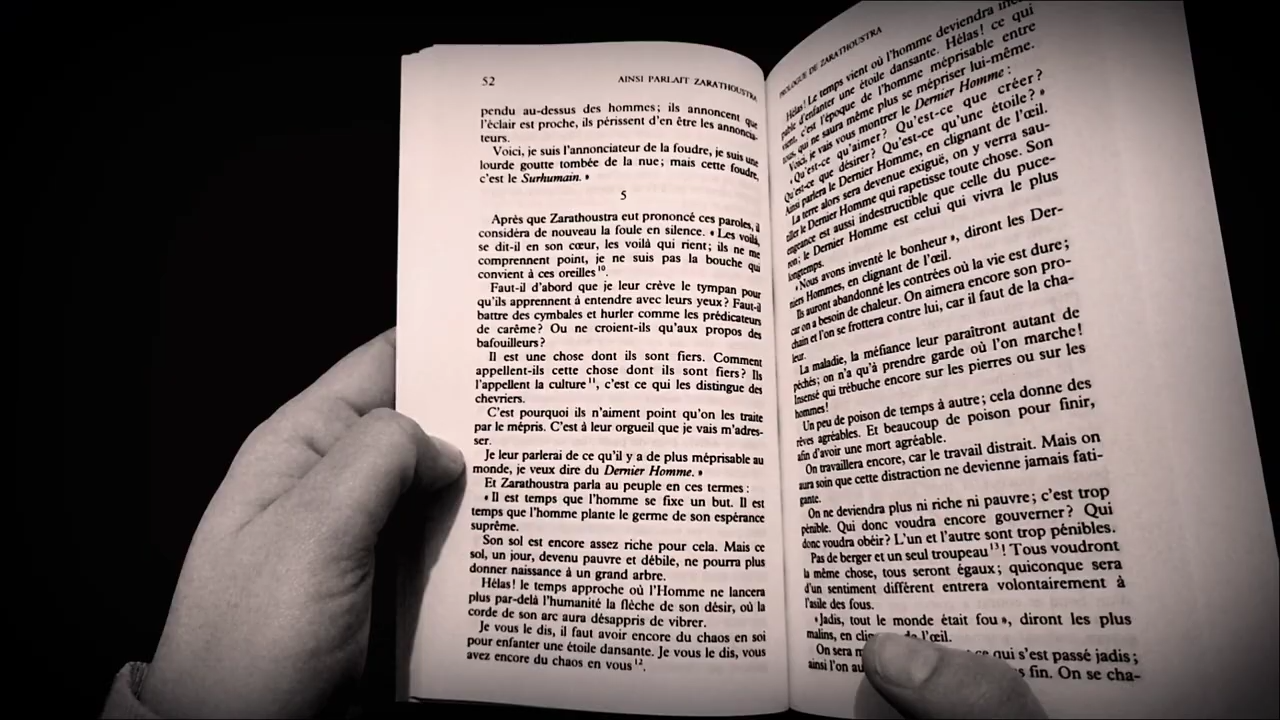 52
AINSI PARLAIT ZARATHOUSTRA
pendu au-dessus des hommes; ils annoncent que
l'éclair est proche, ils périssent d'en être les annoncia-
teurs.
Voici, je suis l'annonciateur de la foudre, je suis une
lourde goutte tombée de la nue; mais cette foudre,
c'est le Surhumain. »
5
Après que Zarathoustra eut prononcé ces paroles, il
considéra de nouveau la foule en silence. « Les voilà,
se dit-il en son cœur, les voilà qui rient; ils ne me
comprennent point, je ne suis pas la bouche qui
convient à ces oreilles10.
Faut-il d'abord que je leur crève le tympan pour
qu'ils apprennent à entendre avec leurs yeux? Faut-il
battre des cymbales et hurler comme les prédicateurs
de carême? Ou ne croient-ils qu'aux propos des
bafouilleurs?
Il est une chose dont ils sont fiers. Comment
appellent-ils cette chose dont ils sont fiers? Ils
l'appellent la culture11, c'est ce qui les distingue des
chevriers.
C'est pourquoi ils n'aiment point qu'on les traite
par le mépris. C'est à leur orgueil que je vais m'adres-
ser.
Je leur parlerai de ce qu'il y a de plus méprisable au
monde, je veux dire du Dernier Homme. »
Et Zarathoustra parla au peuple en ces termes :
« Il est temps que l'homme se fixe un but. Il est
temps que l'homme plante le germe de son espérance
suprême.
Son sol est encore assez riche pour cela. Mais ce
sol, un jour, devenu pauvre et débile, ne pourra plus
donner naissance à un grand arbre.
Hélas! le temps approche où l'Homme ne lancera
plus par-delà l'humanité la flèche de son désir, où la
corde de son arc aura désappris de vibrer.
Je vous le dis, il faut avoir encore du chaos en soi
pour enfanter une étoile dansante. Je vous le dis, vous
avez encore du chaos en vous12.
PROLOGUE DE ZARATHOUSTRA
Hélas! Le temps vient où l'homme deviendra
d'enfanter une étoile dansante. Hélas! ce qui
vient, c'est l'époque de l'homme méprisable entre
tous, qui ne saura même plus se mépriser lui-même.
Voici, je vais vous montrer le Dernier Homme :
« Qu'est-ce qu'aimer? Qu'est-ce que créer?
Qu'est-ce que désirer? Qu'est-ce qu'une étoile? »
Ainsi parlera le Dernier Homme, en clignant de l'œil.
La terre alors sera devenue exiguë, on y verra sau-
tiller le Dernier Homme qui rapetisse toute chose. Son
engeance est aussi indestructible que celle du puce-
ron; le Dernier Homme est celui qui vivra le plus
longtemps.
« Nous avons inventé le bonheur », diront les Der-
niers Hommes, en clignant de l'œil.
Ils auront abandonné les contrées où la vie est dure;
car on a besoin de chaleur. On aimera encore son pro-
chain et l'on se frottera contre lui, car il faut de la cha-
leur.
La maladie, la méfiance leur paraîtront autant de
péchés; on n'a qu'à prendre garde où l'on marche!
Insensé qui trébuche encore sur les pierres ou sur les
hommes!
Un peu de poison de temps à autre; cela donne des
rêves agréables. Et beaucoup de poison pour finir,
afin d'avoir une mort agréable.
On travaillera encore, car le travail distrait. Mais on
aura soin que cette distraction ne devienne jamais fati-
gante.
On ne deviendra plus ni riche ni pauvre; c'est trop
pénible. Qui donc voudra encore gouverner? Qui
donc voudra obéir? L'un et l'autre sont trop pénibles.
Pas de berger et un seul troupeau13! Tous voudront
la même chose, tous seront égaux; quiconque sera
d'un sentiment différent entrera volontairement à
l'asile des fous.
« Jadis, tout le monde était fou », diront les plus
malins, en de l'œil.
On sera qui s'est passé jadis;
ainsi l'on fin. On se cha-